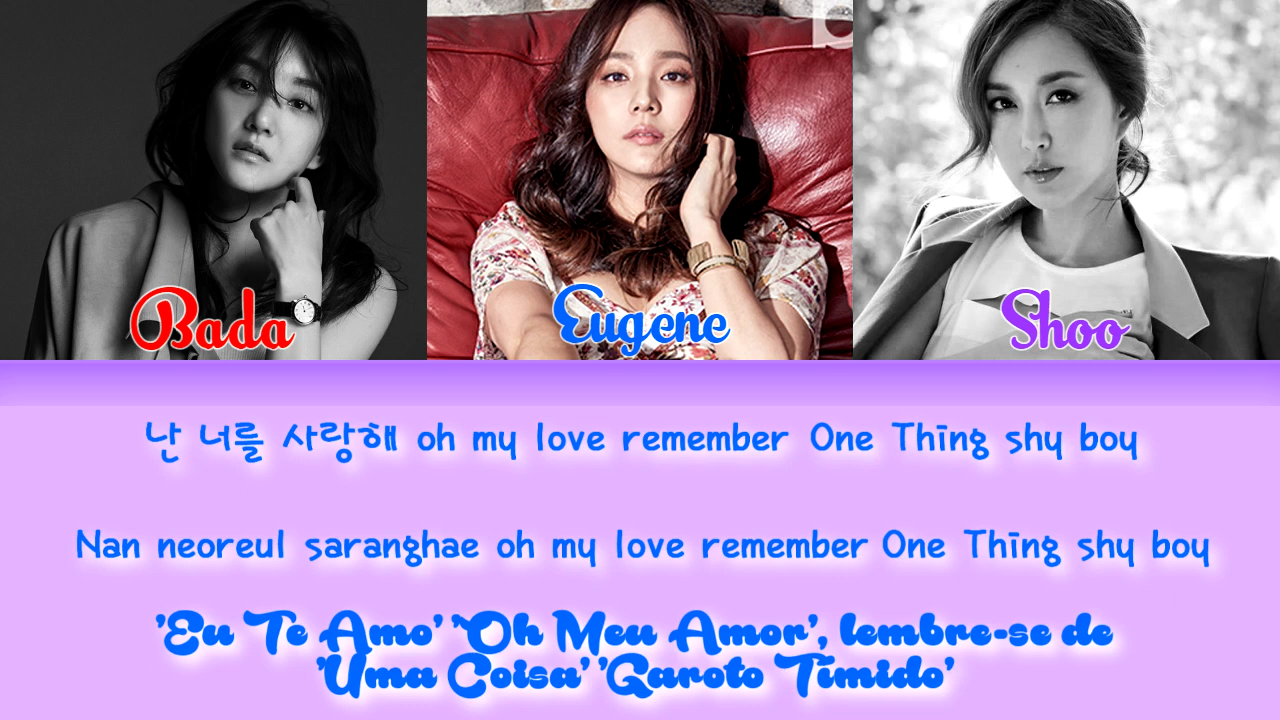 Bada
Eugene
Shoo
난 너를 사랑해 oh my love remember One Thing shy boy
Nan neoreul saranghae oh my love remember One Thing shy boy
'Eu Te Amo' 'Oh Meu Amor', lembre-se de
'Uma Coisa' 'Garoto Tímido'